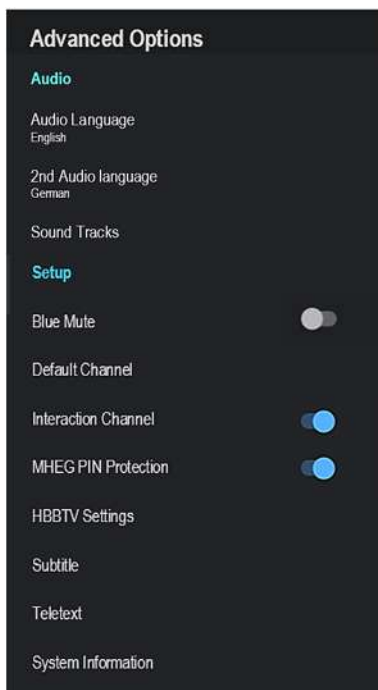 Advanced Options
Audio
Audio Language
English
2nd Audio language
German
Sound Tracks
Setup
Blue Mute
Default Channel
Interaction Channel
MHEG PIN Protection
HBBTV Settings
Subtitle
Teletext
System Information